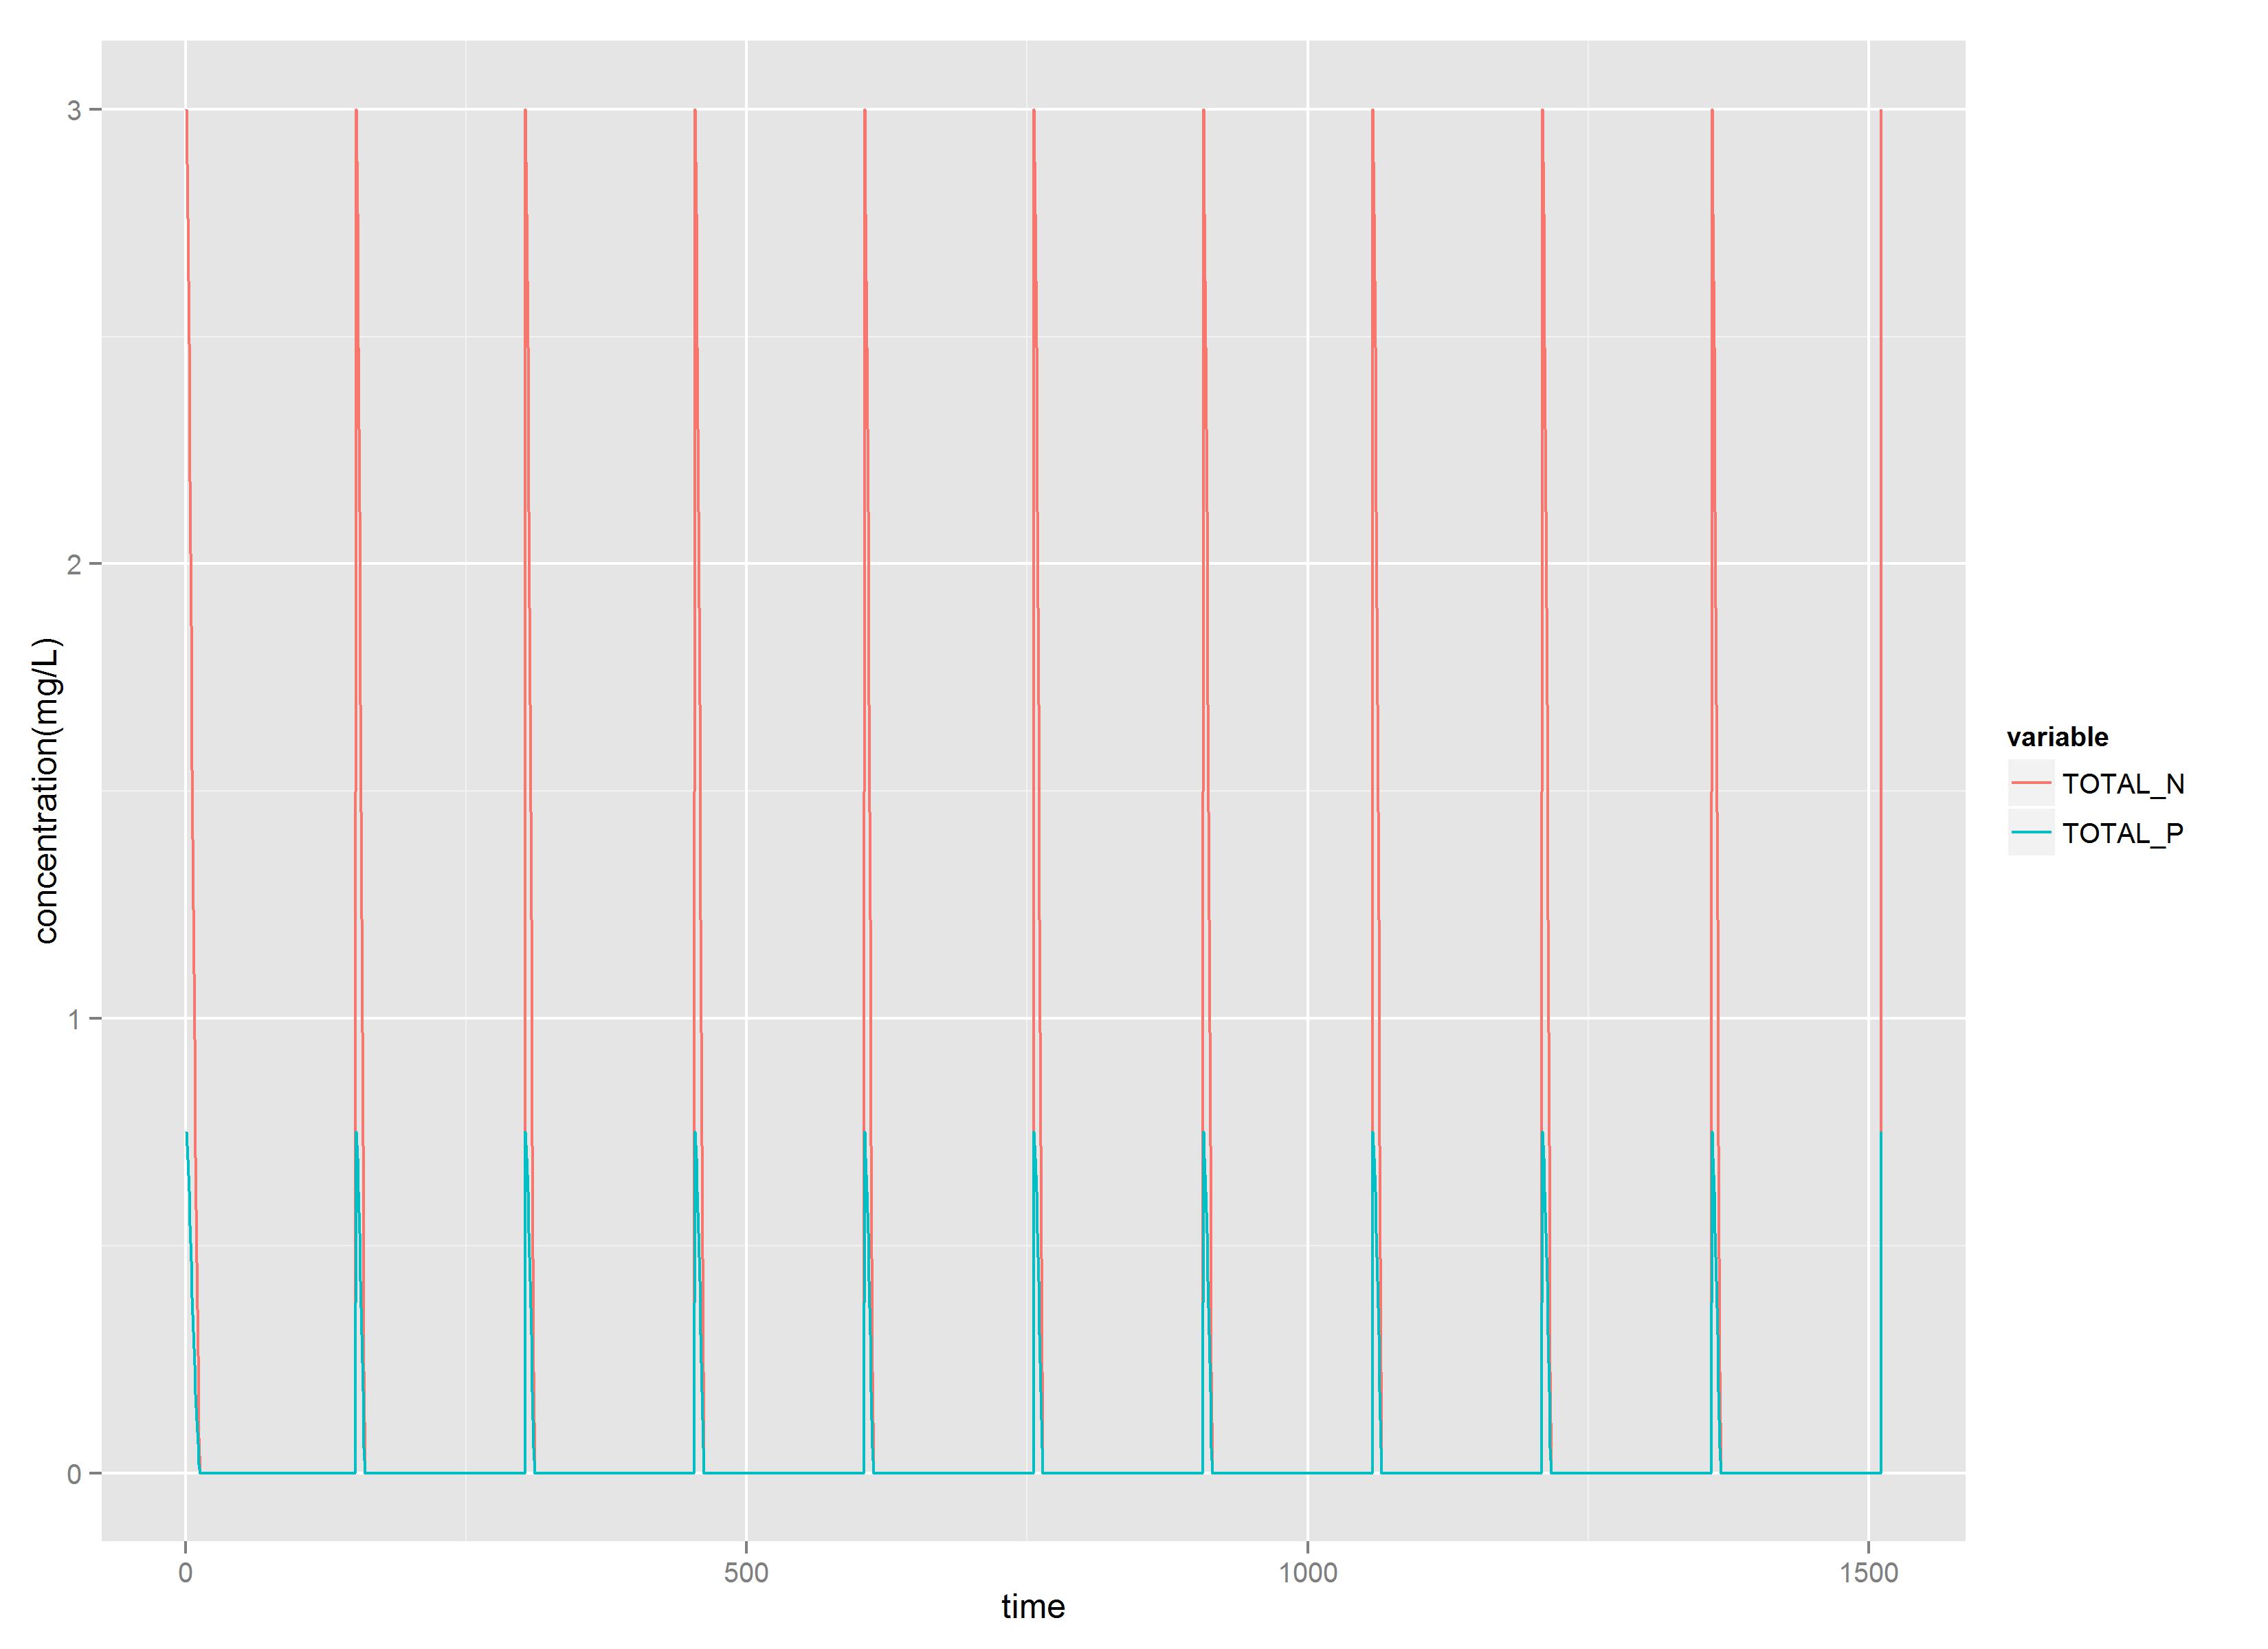 3
2
1
0
concentration(mg/L)
0 500 1000 1500
time
variable
TOTAL_N
TOTAL_P